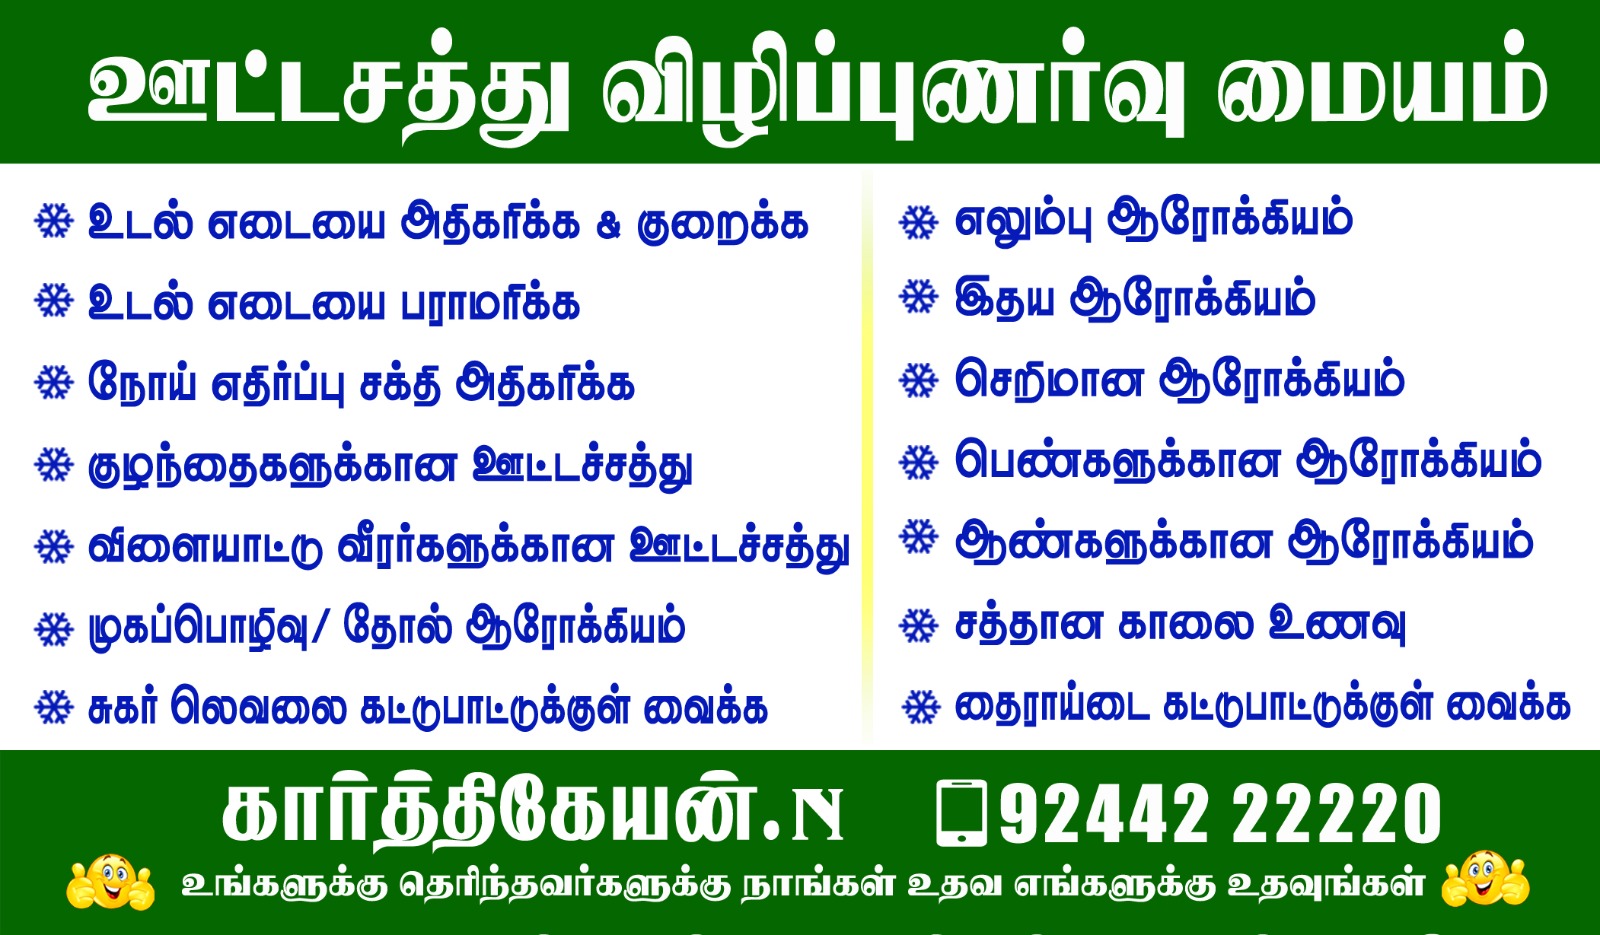 ஊட்டசத்து விழிப்புணர்வு மையம்
உடல் எடையை அதிகரிக்க & குறைக்க
உடல் எடையை பராமரிக்க
நோய் எதிர்ப்பு சக்தி அதிகரிக்க
குழந்தைகளுக்கான ஊட்டச்சத்து
விளையாட்டு வீரர்களுக்கான ஊட்டச்சத்து
முகப்பொழிவு/ தோல் ஆரோக்கியம்
சுகர் லெவலை கட்டுபாட்டுக்குள் வைக்க
எலும்பு ஆரோக்கியம்
இதய ஆரோக்கியம்
செறிமான ஆரோக்கியம்
பெண்களுக்கான ஆரோக்கியம்
ஆண்களுக்கான ஆரோக்கியம்
சத்தான காலை உணவு
தைராய்டை கட்டுபாட்டுக்குள் வைக்க
கார்த்திகேயன்.N 92442 22220
உங்களுக்கு தெரிந்தவர்களுக்கு நாங்கள் உதவ எங்களுக்கு உதவுங்கள்